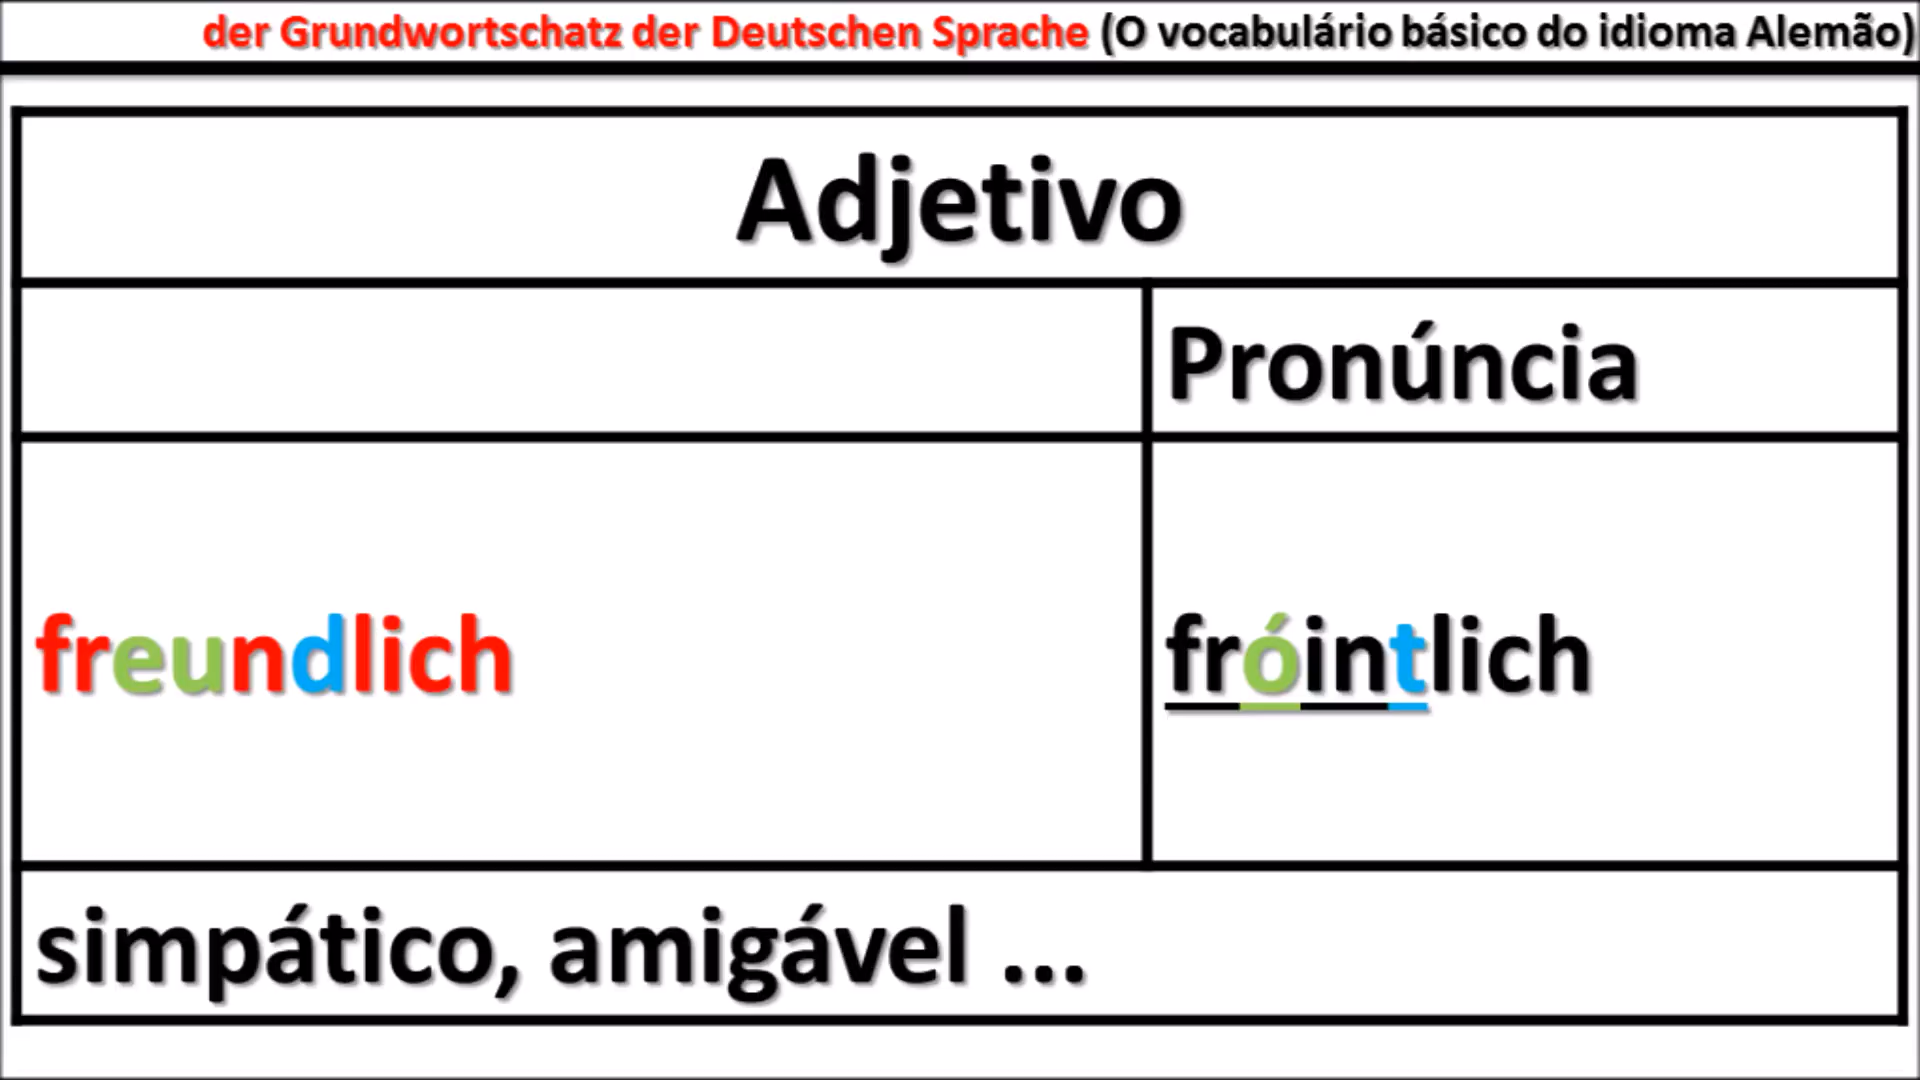 der Grundwortschatz der Deutschen Sprache (O vocabulário básico do idioma Alemão)
Adjetivo
Pronúncia
freundlich
fróintlich
simpático, amigável ...